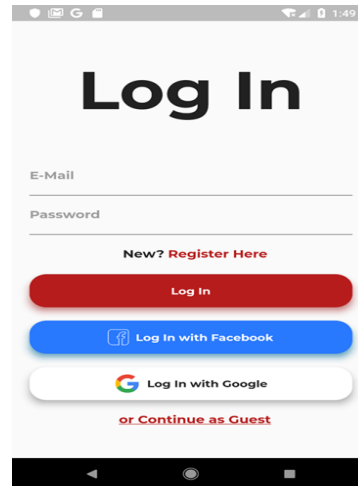 1:49
Log In
E-Mail
Password
New? Register Here
Log In
Log In with Facebook
Log In with Google
or Continue as Guest